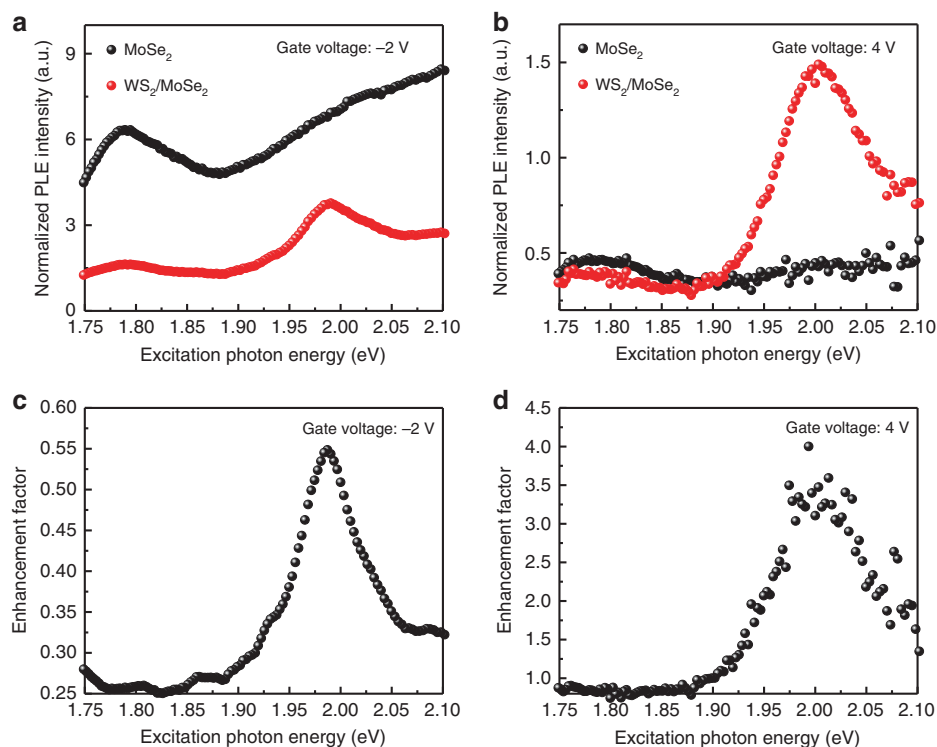 a
Normalized PLE intensity (a.u.)
9
6
3
0
MoSe₂
WS₂/MoSe₂
Gate voltage: –2 V
1.75 1.80 1.85 1.90 1.95 2.00 2.05 2.10
Excitation photon energy (eV)
b
Normalized PLE intensity (a.u.)
1.5
1.0
0.5
MoSe₂
WS₂/MoSe₂
Gate voltage: 4 V
1.75 1.80 1.85 1.90 1.95 2.00 2.05 2.10
Excitation photon energy (eV)
c
Enhancement factor
0.60
0.55
0.50
0.45
0.40
0.35
0.30
0.25
Gate voltage: –2 V
1.75 1.80 1.85 1.90 1.95 2.00 2.05 2.10
Excitation photon energy (eV)
d
Enhancement factor
4.5
4.0
3.5
3.0
2.5
2.0
1.5
1.0
Gate voltage: 4 V
1.75 1.80 1.85 1.90 1.95 2.00 2.05 2.10
Excitation photon energy (eV)